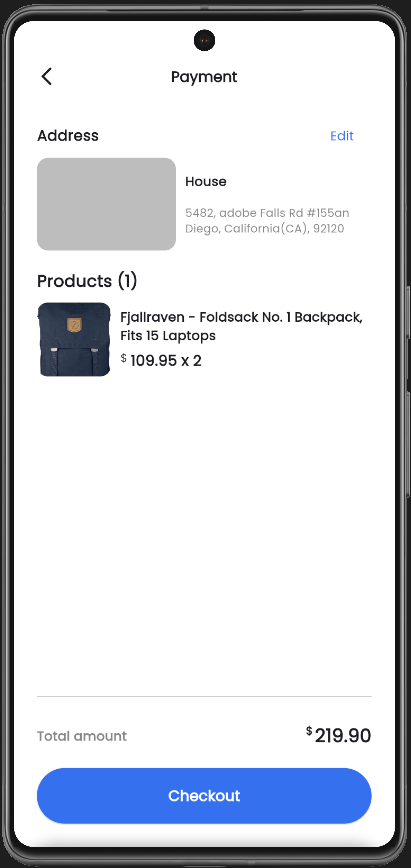 Payment
Address
Edit
House
5482, adobe Falls Rd #155an
Diego, California(CA), 92120
Products (1)
Fjallraven - Foldsack No. 1 Backpack,
Fits 15 Laptops
$ 109.95 x 2
Total amount
$219.90
Checkout